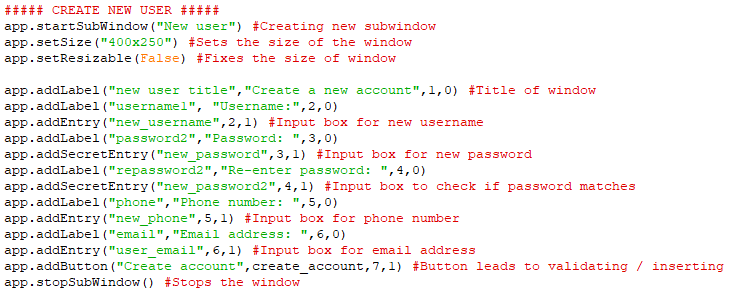 ##### CREATE NEW USER #####
app.startSubWindow("New user") #Creating new subwindow
app.setSize("400x250") #Sets the size of the window
app.setResizable(False) #Fixes the size of window
app.addLabel("new user title","Create a new account",1,0) #Title of window
app.addLabel("username1", "Username:",2,0)
app.addEntry("new_username",2,1) #Input box for new username
app.addLabel("password2","Password: ",3,0)
app.addSecretEntry("new_password",3,1) #Input box for new password
app.addLabel("repassword2","Re-enter password: ",4,0)
app.addSecretEntry("new_password2",4,1) #Input box to check if password matches
app.addLabel("phone","Phone number: ",5,0)
app.addEntry("new_phone",5,1) #Input box for phone number
app.addLabel("email","Email address: ",6,0)
app.addEntry("user_email",6,1) #Input box for email address
app.addButton("Create account",create_account,7,1) #Button leads to validating / inserting
app.stopSubWindow() #Stops the window